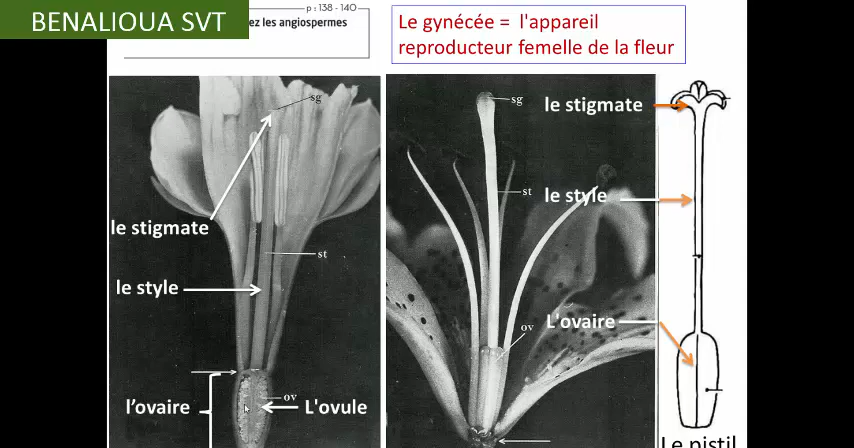 BENALIOUA SVT
p : 138 - 140
ez les angiospermes
Le gynécée = l'appareil
reproducteur femelle de la fleur
sg
le stigmate
st
le style
l'ovaire
ov
L'ovule
sg
le stigmate
st
le style
ov
L'ovaire
Le pistil